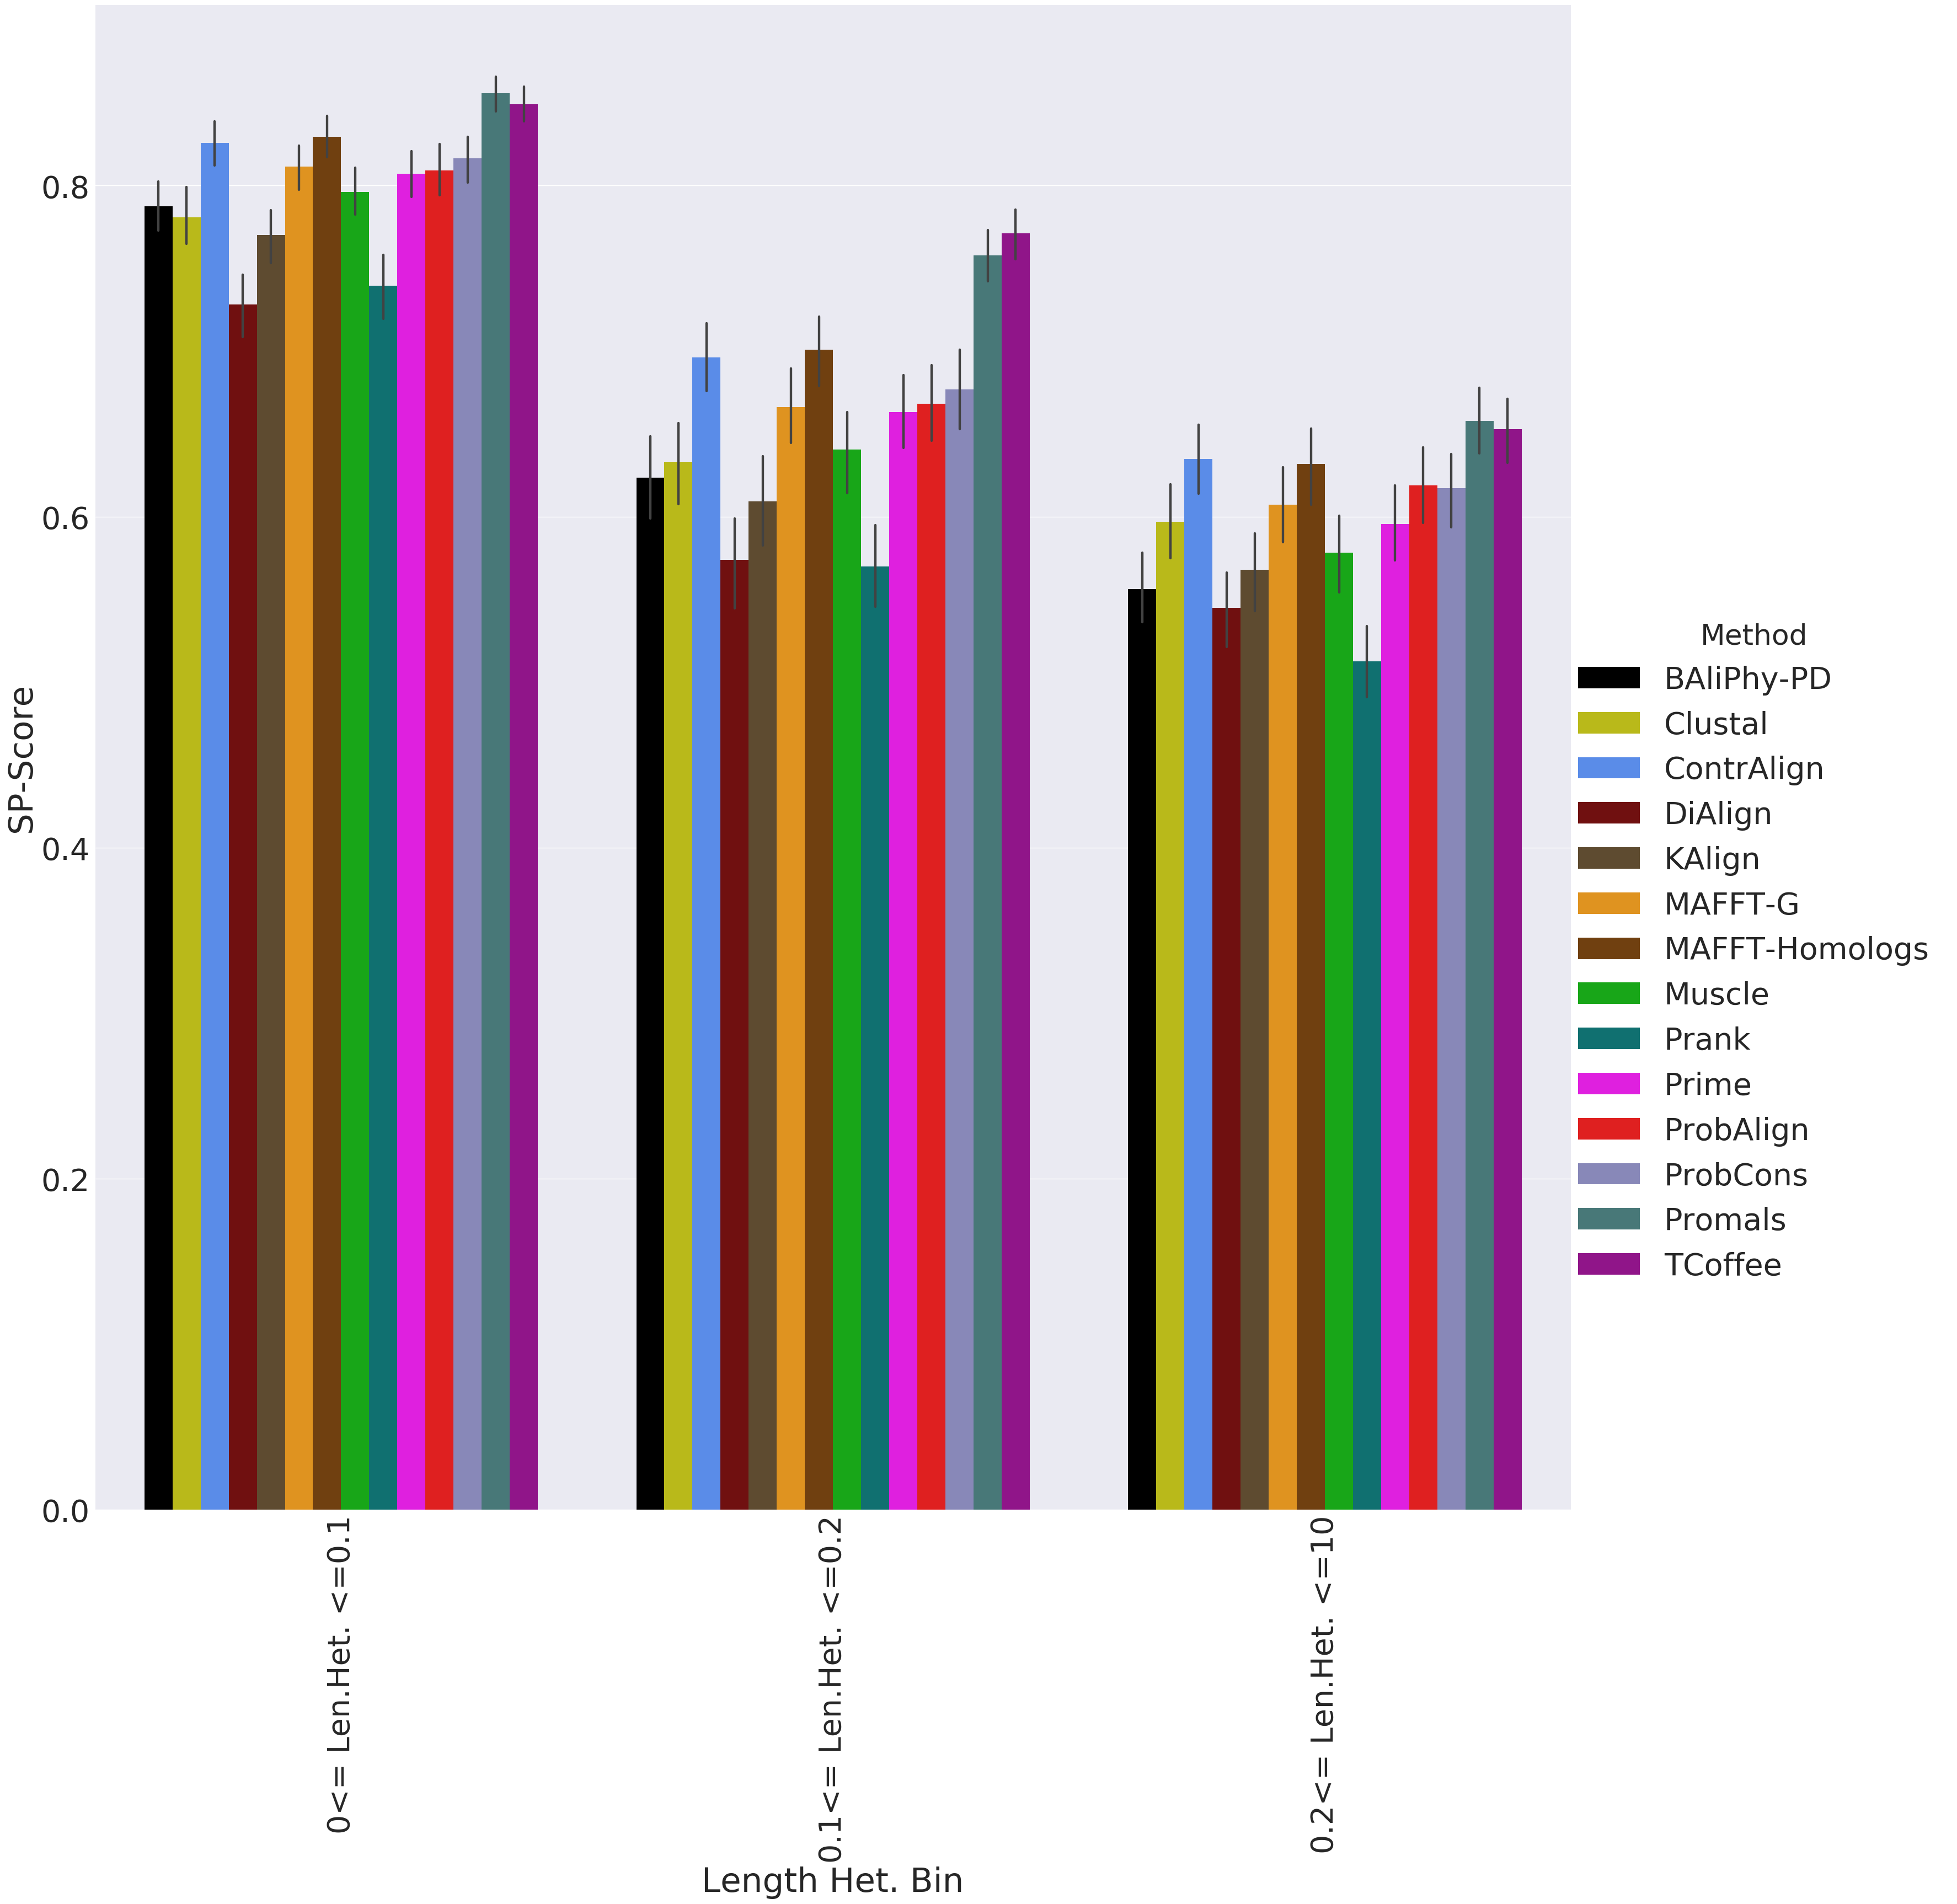 SP-Score
0.8
0.6
0.4
0.2
0.0
0<= Len.Het. <=0.1
0.1<= Len.Het. <=0.2
0.2<= Len.Het. <=10
Length Het. Bin
Method
BAliPhy-PD
Clustal
ContrAlign
DiAlign
KAlign
MAFFT-G
MAFFT-Homologs
Muscle
Prank
Prime
ProbAlign
ProbCons
Promals
TCoffee